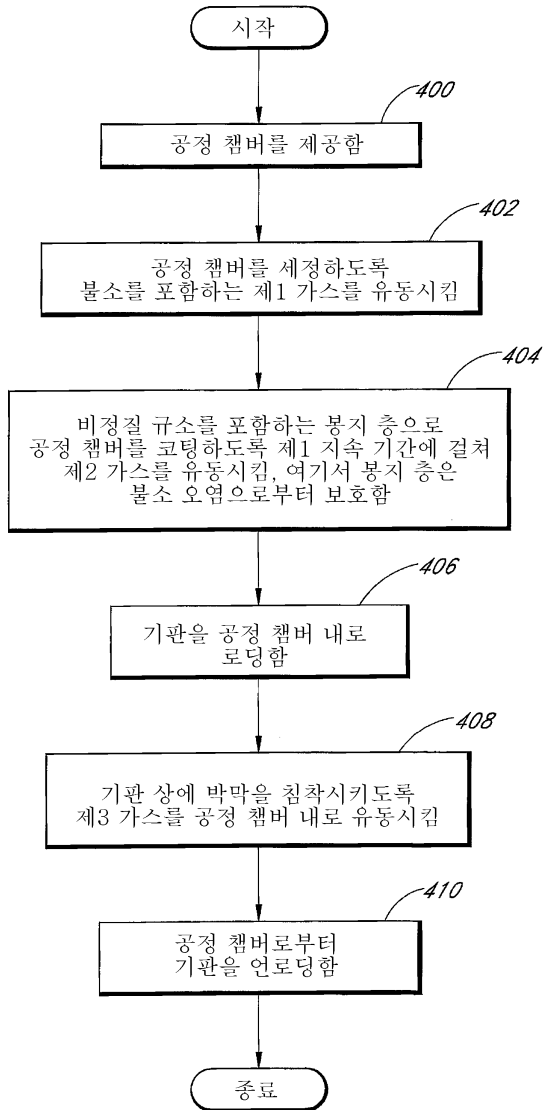 시작
400
공정 챔버를 제공함
402
공정 챔버를 세정하도록
불소를 포함하는 제1 가스를 유동시킴
404
비정질 규소를 포함하는 봉지 층으로
공정 챔버를 코팅하도록 제1 지속 기간에 걸쳐
제2 가스를 유동시킴, 여기서 봉지 층은
불소 오염으로부터 보호함
406
기판을 공정 챔버 내로
로딩함
408
기판 상에 박막을 침착시키도록
제3 가스를 공정 챔버 내로 유동시킴
410
공정 챔버로부터
기판을 언로딩함
종료